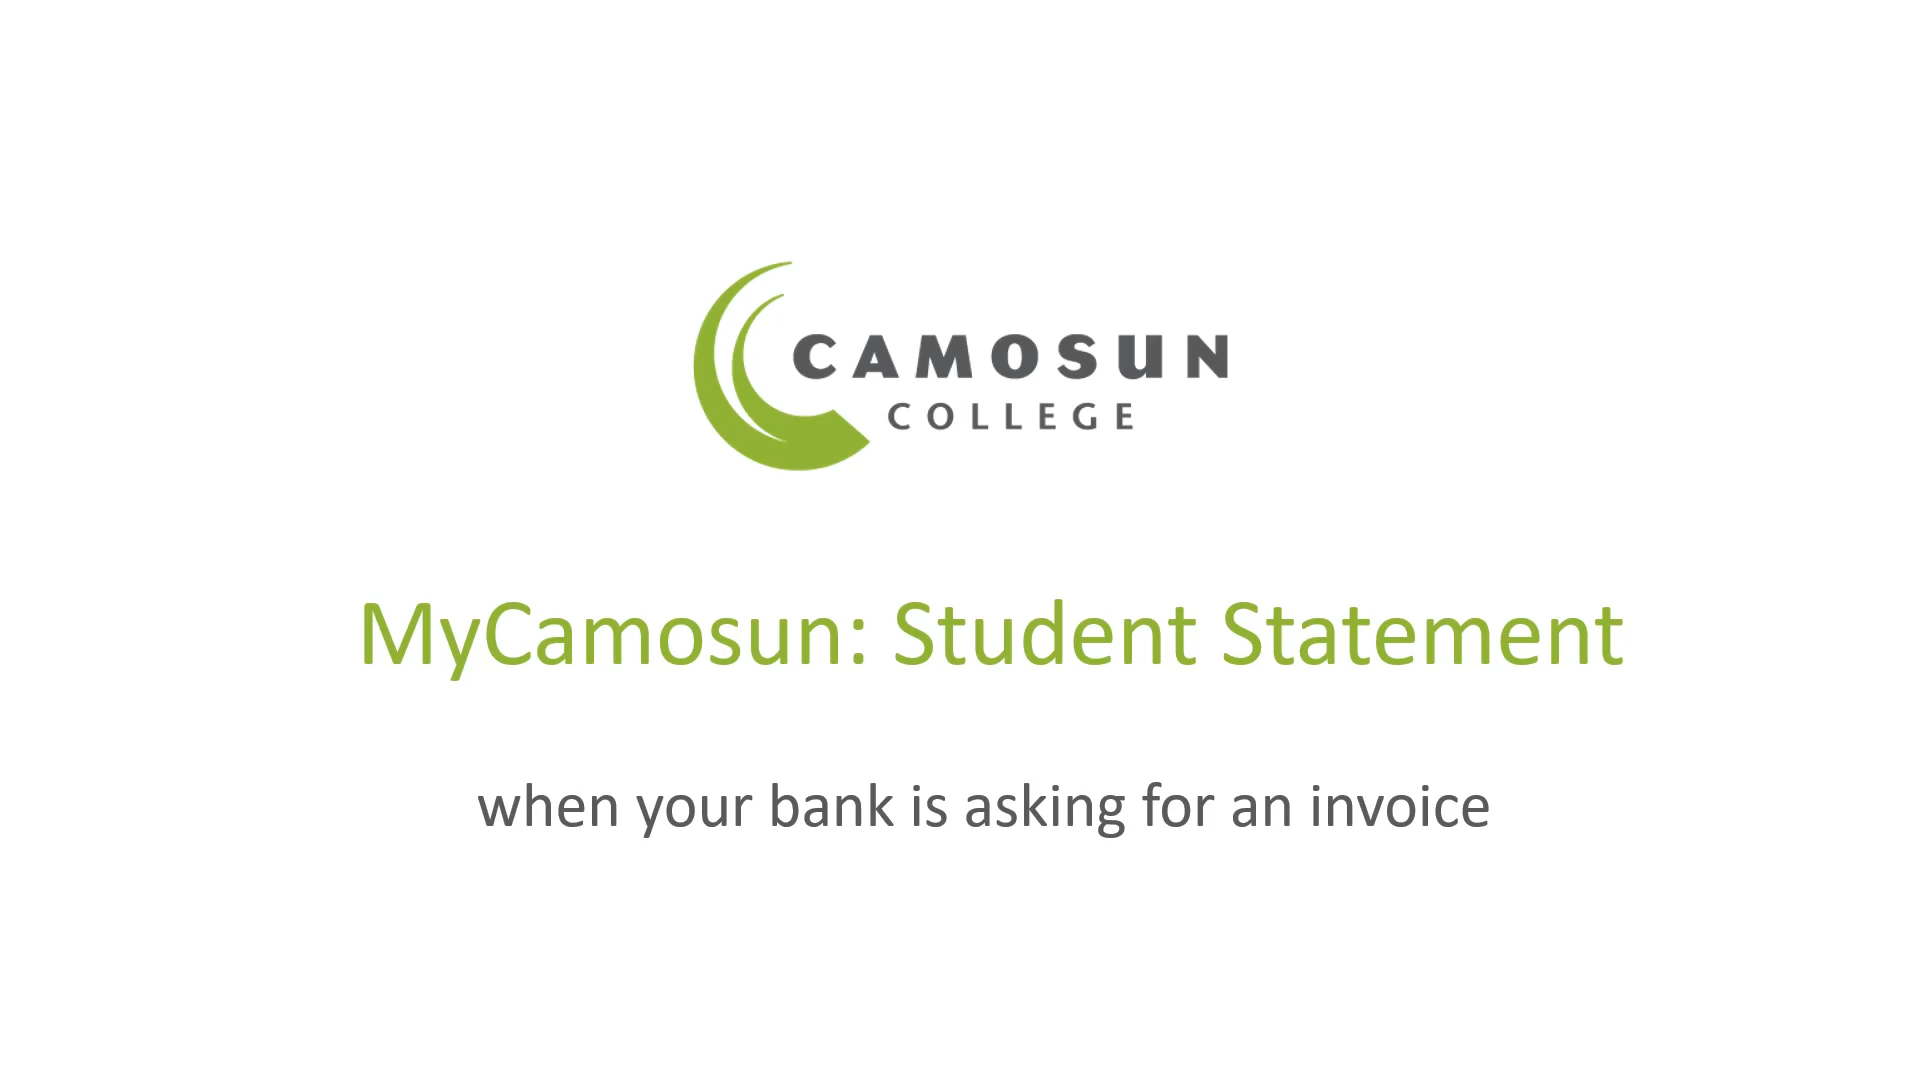 CAMOSUN
COLLEGE
MyCamosun: Student Statement
when your bank is asking for an invoice